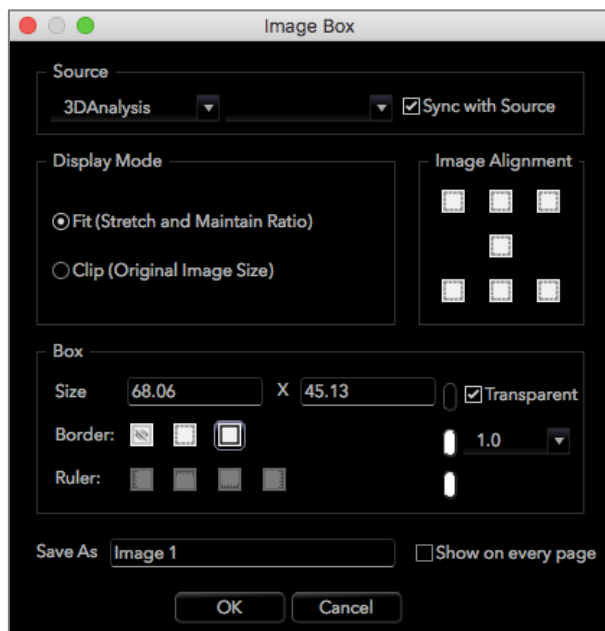 Image Box
Source
3DAnalysis
Sync with Source
Display Mode
Image Alignment
Fit (Stretch and Maintain Ratio)
Clip (Original Image Size)
Box
Size 68.06 X 45.13 Transparent
Border: 1.0
Ruler:
Save As Image 1 Show on every page
OK Cancel